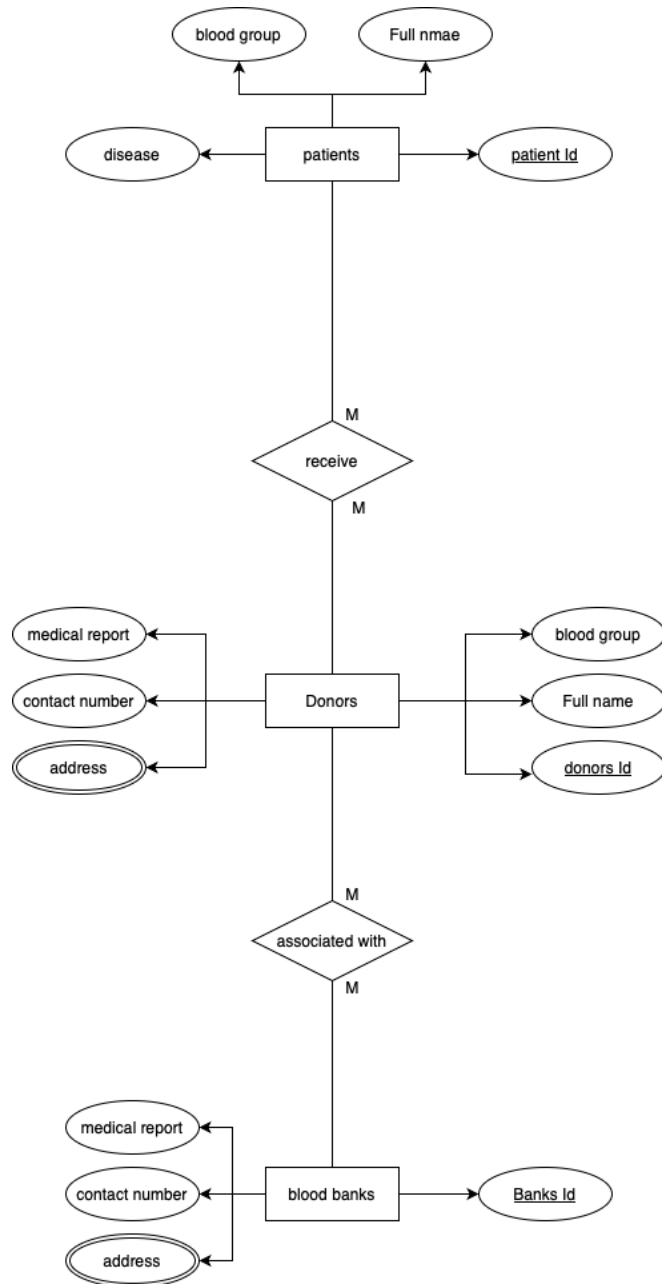 blood group
Full nmae
disease
patients
patient Id
M
receive
M
medical report
blood group
contact number
Donors
Full name
address
donors Id
M
associated with
M
medical report
contact number
blood banks
Banks Id
address